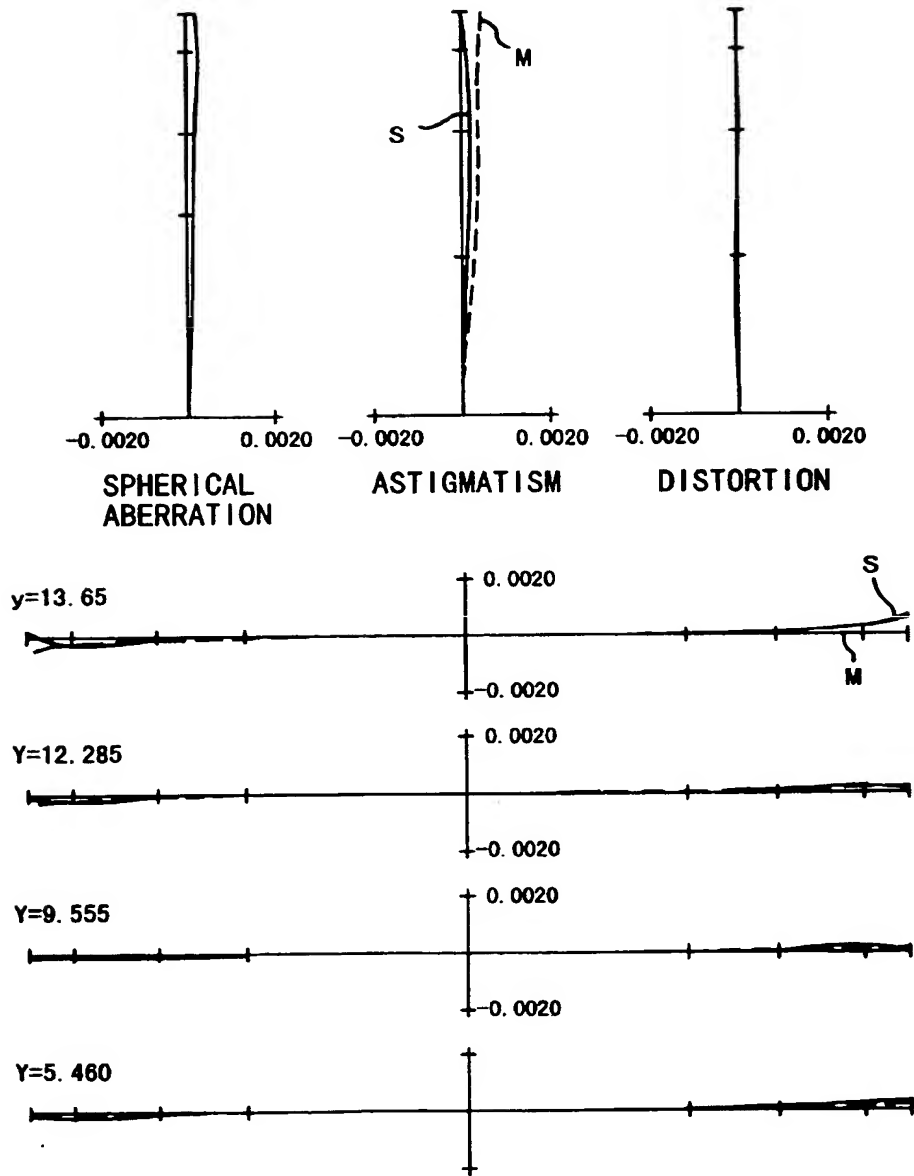 M
S
-0.0020 0.0020 -0.0020 0.0020 -0.0020 0.0020
SPHERICAL
ABERRATION
ASTIGMATISM
DISTORTION
y=13.65
0.0020
S
-0.0020
M
Y=12.285
0.0020
-0.0020
Y=9.555
0.0020
-0.0020
Y=5.460